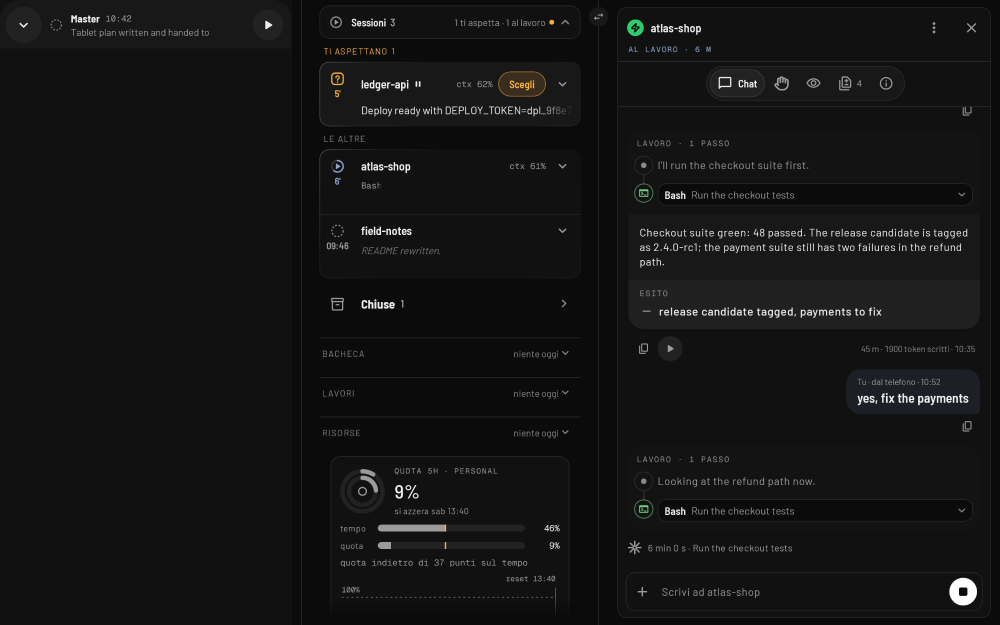 Master 10:42
Tablet plan written and handed to
Sessioni 3
1 ti aspetta · 1 al lavoro
TI ASPETTANO 1
5'
ledger-api
ctx 62%
Scegli
Deploy ready with DEPLOY_TOKEN=dpl_9f8e7
LE ALTRE
6'
atlas-shop
ctx 61%
Bash
09:46
field-notes
README rewritten.
Chiuse 1
BACHECA
niente oggi
LAVORI
niente oggi
RISORSE
niente oggi
QUOTA 5H · PERSONAL
9%
si azzera sab 13:40
tempo
46%
quota
9%
quota indietro di 37 punti sul tempo
reset 13:40
100%
atlas-shop
AL LAVORO · 6 M
Chat
4
LAVORO · 1 PASSO
I'll run the checkout suite first.
Bash Run the checkout tests
Checkout suite green: 48 passed. The release candidate is tagged
as 2.4.0-rc1; the payment suite still has two failures in the refund
path.
ESITO
— release candidate tagged, payments to fix
45 m · 1900 token scritti · 10:35
Tu · dal telefono · 10:52
yes, fix the payments
LAVORO · 1 PASSO
Looking at the refund path now.
Bash Run the checkout tests
6 min 0 s · Run the checkout tests
Scrivi ad atlas-shop